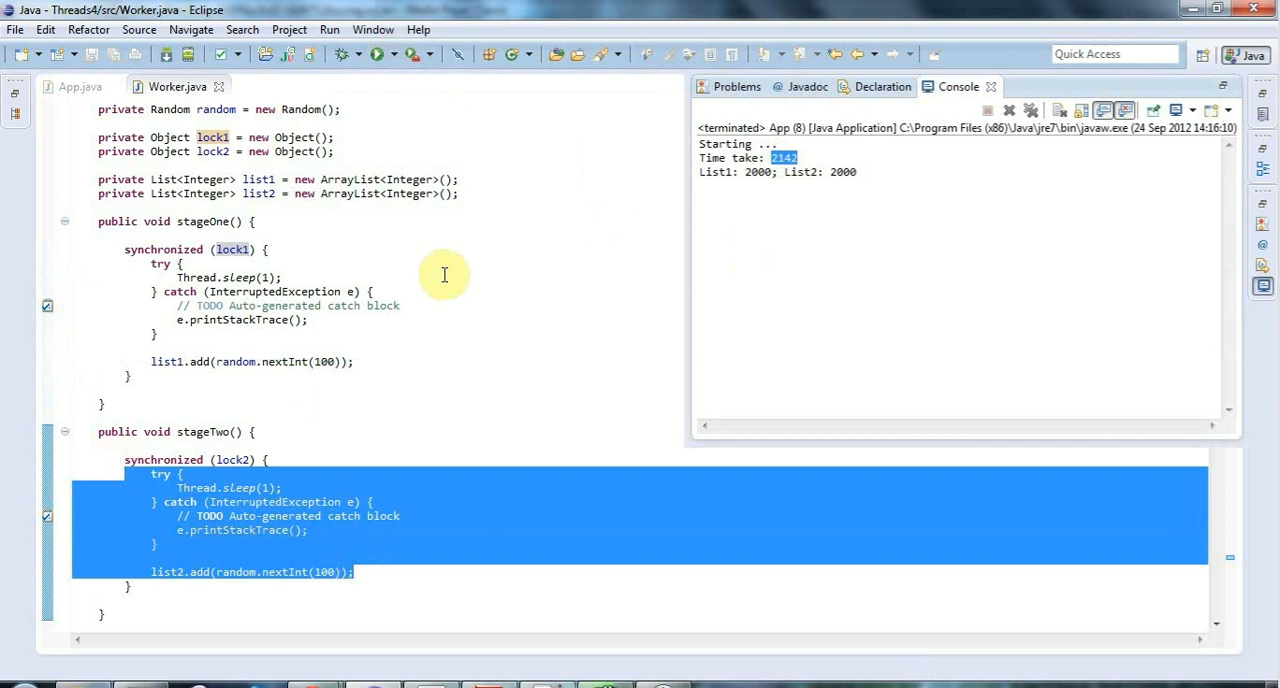 Java - Threads4/src/Worker.java - Eclipse
File Edit Refactor Source Navigate Search Project Run Window Help
Quick Access
Java
App.java
Worker.java
private Random random = new Random();
private Object lock1 = new Object();
private Object lock2 = new Object();
private List<Integer> list1 = new ArrayList<Integer>();
private List<Integer> list2 = new ArrayList<Integer>();
public void stageOne() {
synchronized (lock1) {
try {
Thread.sleep(1);
} catch (InterruptedException e) {
// TODO Auto-generated catch block
e.printStackTrace();
}
list1.add(random.nextInt(100));
}
}
public void stageTwo() {
synchronized (lock2) {
try {
Thread.sleep(1);
} catch (InterruptedException e) {
// TODO Auto-generated catch block
e.printStackTrace();
}
list2.add(random.nextInt(100));
}
}
Problems @ Javadoc Declaration Console
<terminated> App (8) [Java Application] C:\Program Files (x86)\Java\jre7\bin\javaw.exe (24 Sep 2012 14:16:10)
Starting ...
Time take: 2142
List1: 2000; List2: 2000